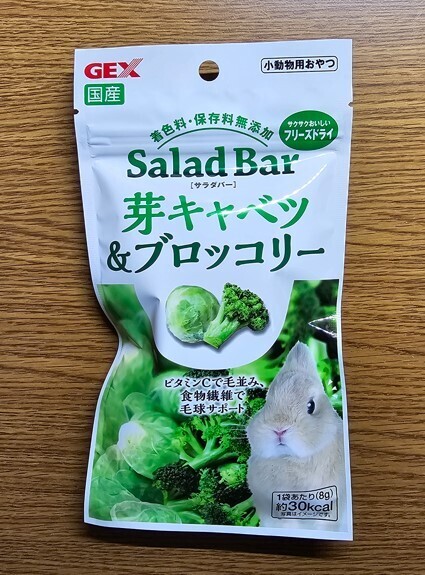 GEX
小動物用おやつ
国産
着色料・保存料無添加
サクサクおいしい
フリーズドライ
Salad Bar
[サラダバー]
芽キャベツ
&ブロッコリー
ビタミンCで毛並み、
食物繊維で
毛球サポート
1袋あたり(8g)
約30kcal
写真はイメージです。